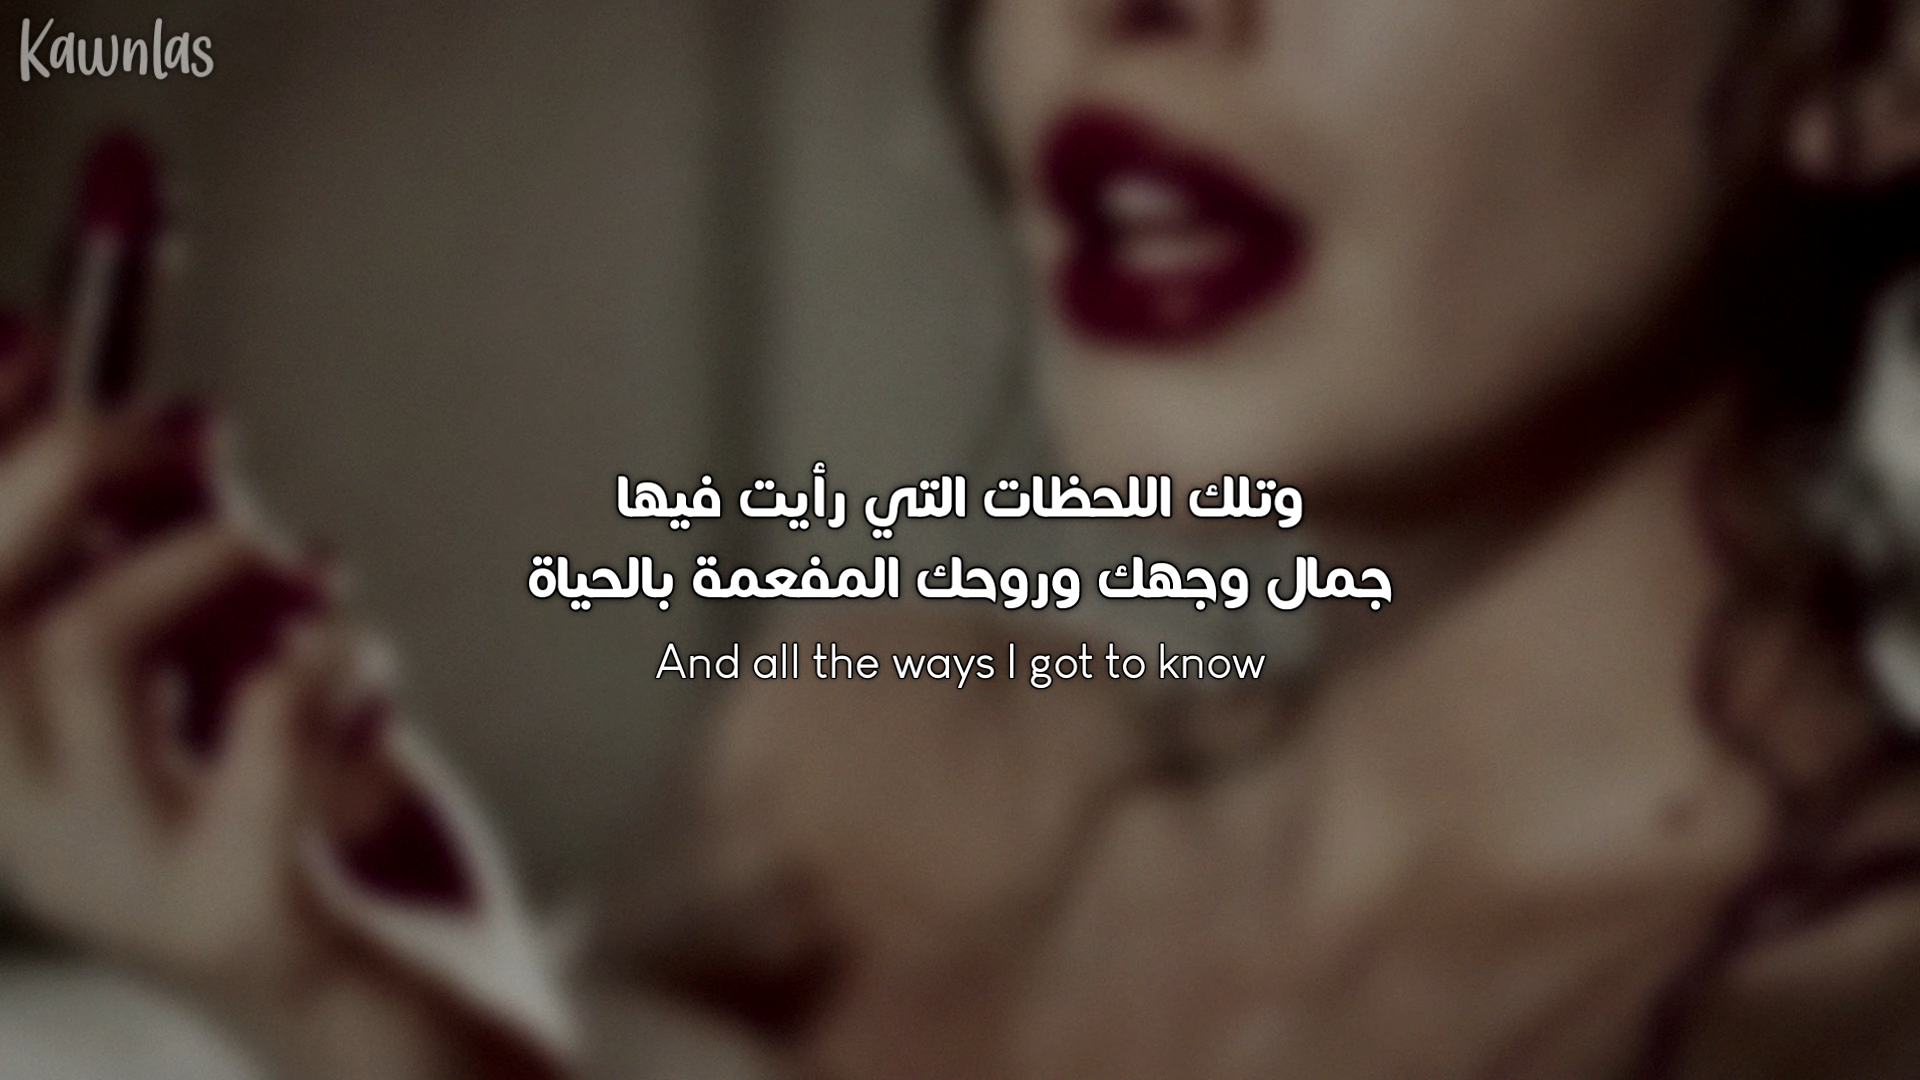 Kawnlas
وتلك اللحظات التي رأيت فيها
جمال وجهك وروحك المفعمة بالحياة
And all the ways I got to know